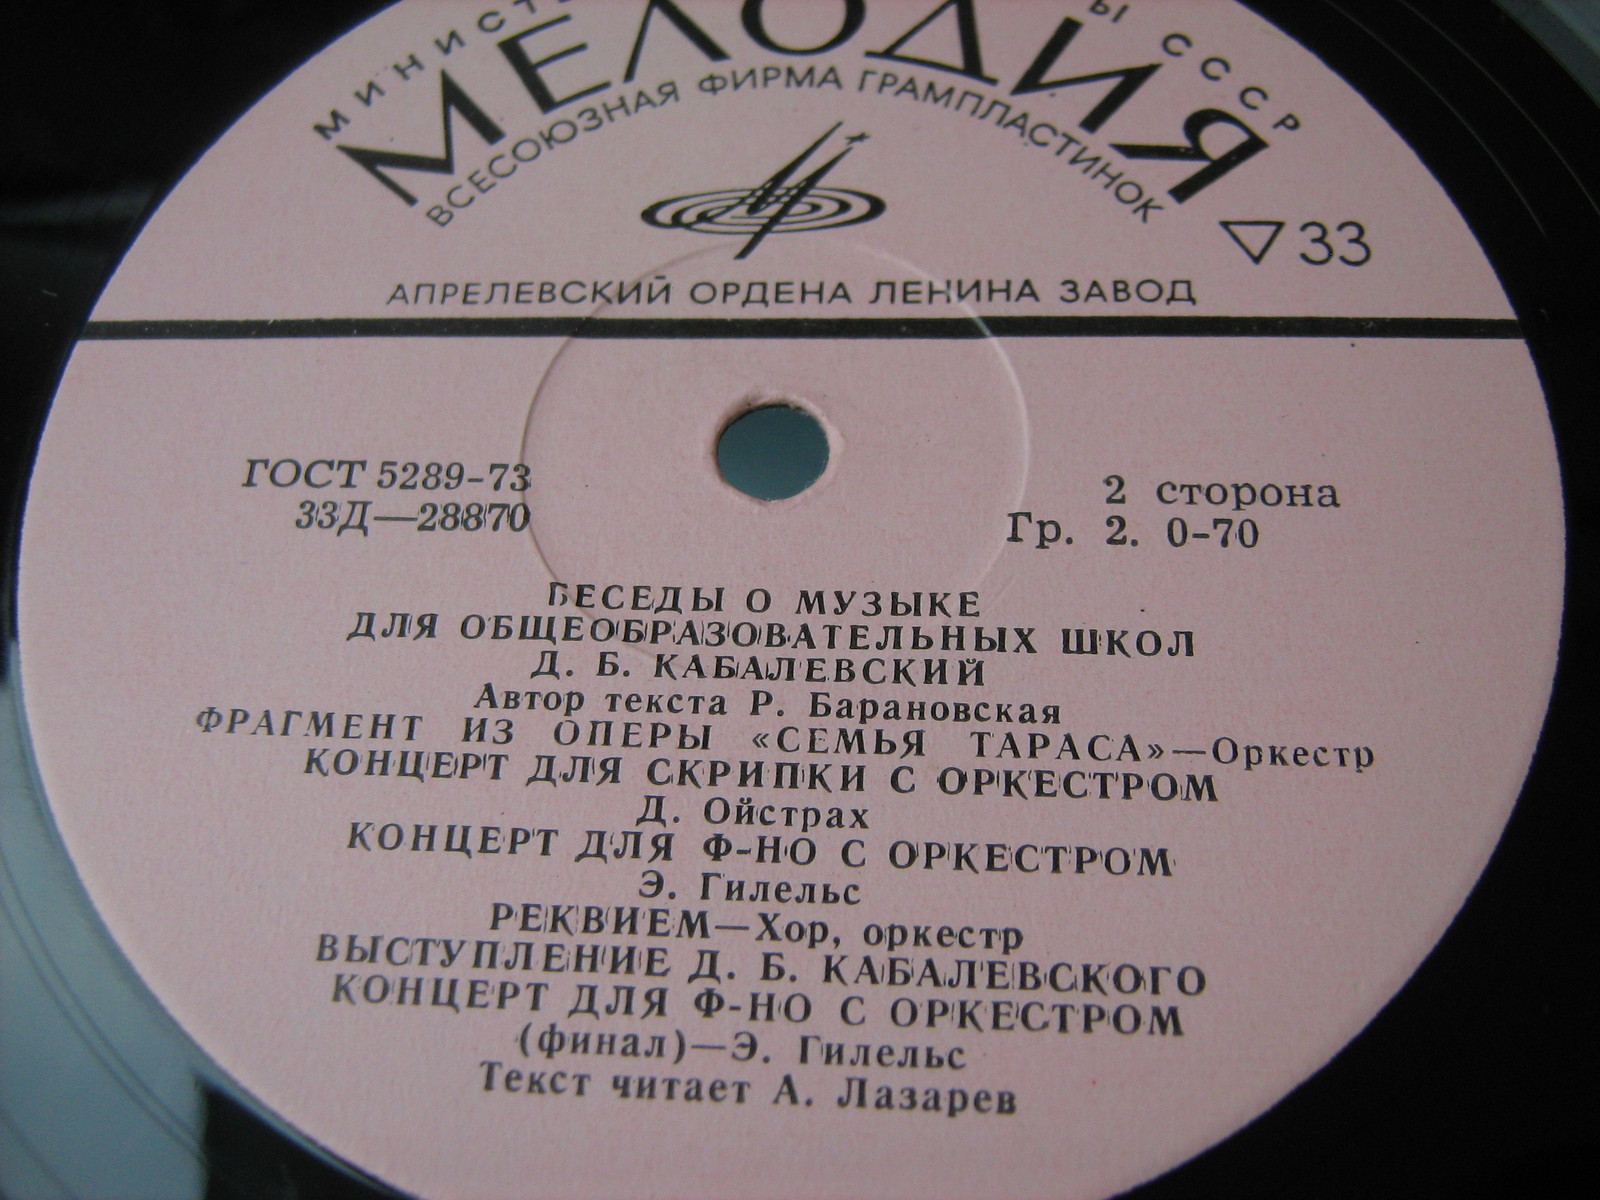 МЕЛОДИЯ
ВСЕСОЮЗНАЯ ФИРМА ГРАМПЛАСТИНОК
СССР
▽33
АПРЕЛЕВСКИЙ ОРДЕНА ЛЕНИНА ЗАВОД
ГОСТ 5289-73
33Д—28870
2 сторона
Гр. 2. 0-70
БЕСЕДЫ О МУЗЫКЕ
ДЛЯ ОБЩЕОБРАЗОВАТЕЛЬНЫХ ШКОЛ
Д. Б. КАБАЛЕВСКИЙ
Автор текста Р. Барановская
ФРАГМЕНТ ИЗ ОПЕРЫ «СЕМЬЯ ТАРАСА»—Оркестр
КОНЦЕРТ ДЛЯ СКРИПКИ С ОРКЕСТРОМ
Д. Ойстрах
КОНЦЕРТ ДЛЯ Ф-НО С ОРКЕСТРОМ
Э. Гилельс
РЕКВИЕМ—Хор, оркестр
ВЫСТУПЛЕНИЕ Д. Б. КАБАЛЕВСКОГО
КОНЦЕРТ ДЛЯ Ф-НО С ОРКЕСТРОМ
(финал)—Э. Гилельс
Текст читает А. Лазарев